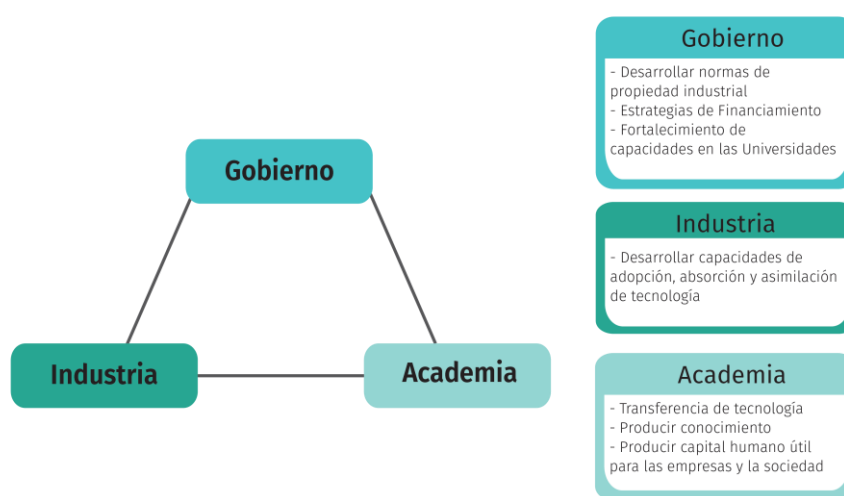 Gobierno
Industria
Academia
Gobierno
- Desarrollar normas de
propiedad industrial
- Estrategias de Financiamiento
- Fortalecimiento de
capacidades en las Universidades
Industria
- Desarrollar capacidades de
adopción, absorción y asimilación
de tecnología
Academia
- Transferencia de tecnología
- Producir conocimiento
- Producir capital humano útil
para las empresas y la sociedad